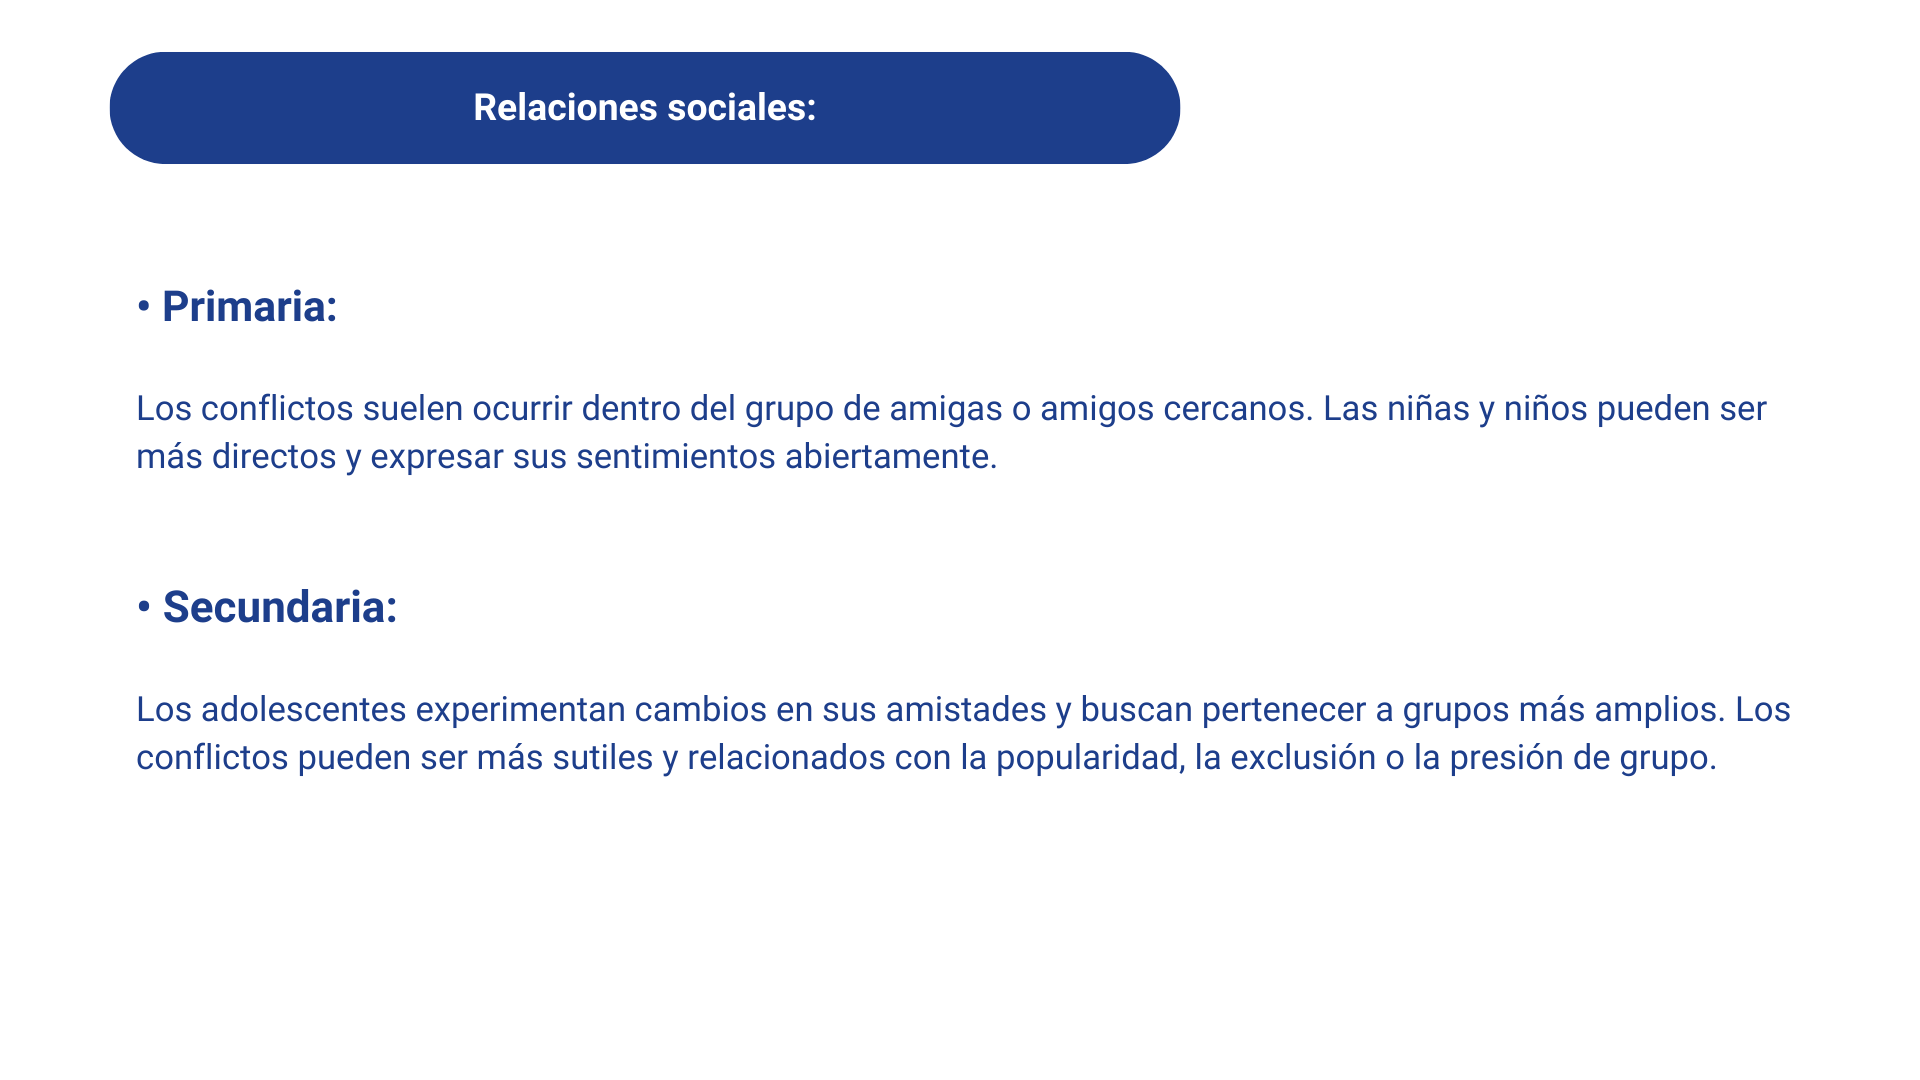 Relaciones sociales:
• Primaria:
Los conflictos suelen ocurrir dentro del grupo de amigas o amigos cercanos. Las niñas y niños pueden ser
más directos y expresar sus sentimientos abiertamente.
• Secundaria:
Los adolescentes experimentan cambios en sus amistades y buscan pertenecer a grupos más amplios. Los
conflictos pueden ser más sutiles y relacionados con la popularidad, la exclusión o la presión de grupo.